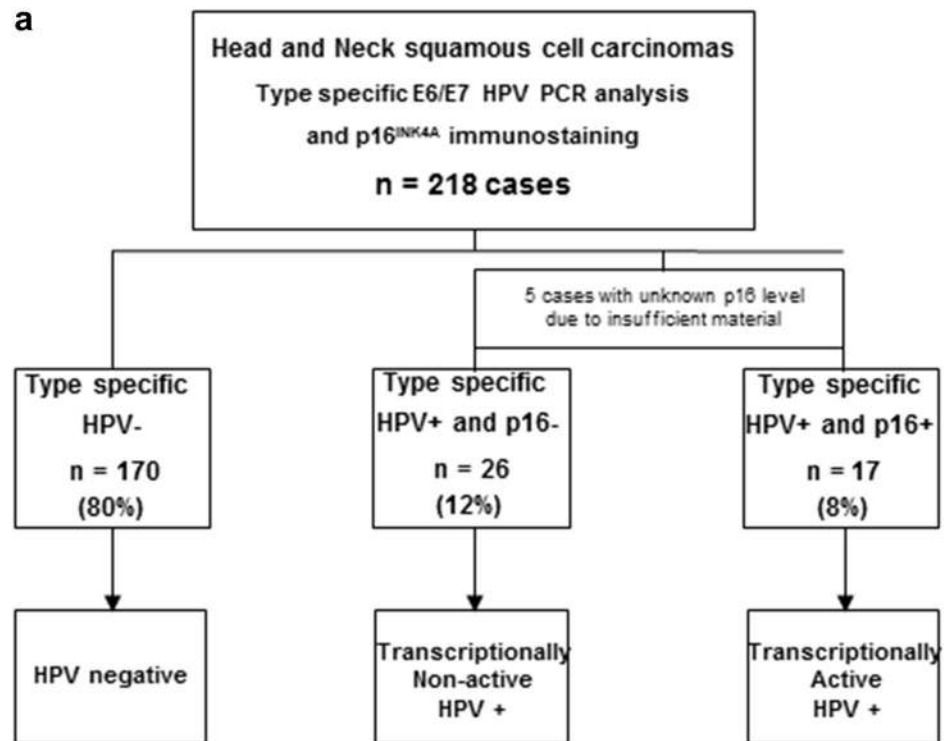 a
Head and Neck squamous cell carcinomas
Type specific E6/E7 HPV PCR analysis
and p16INK4A immunostaining
n = 218 cases
5 cases with unknown p16 level
due to insufficient material
Type specific
HPV-
n = 170
(80%)
Type specific
HPV+ and p16-
n = 26
(12%)
Type specific
HPV+ and p16+
n = 17
(8%)
HPV negative
Transcriptionally
Non-active
HPV +
Transcriptionally
Active
HPV +